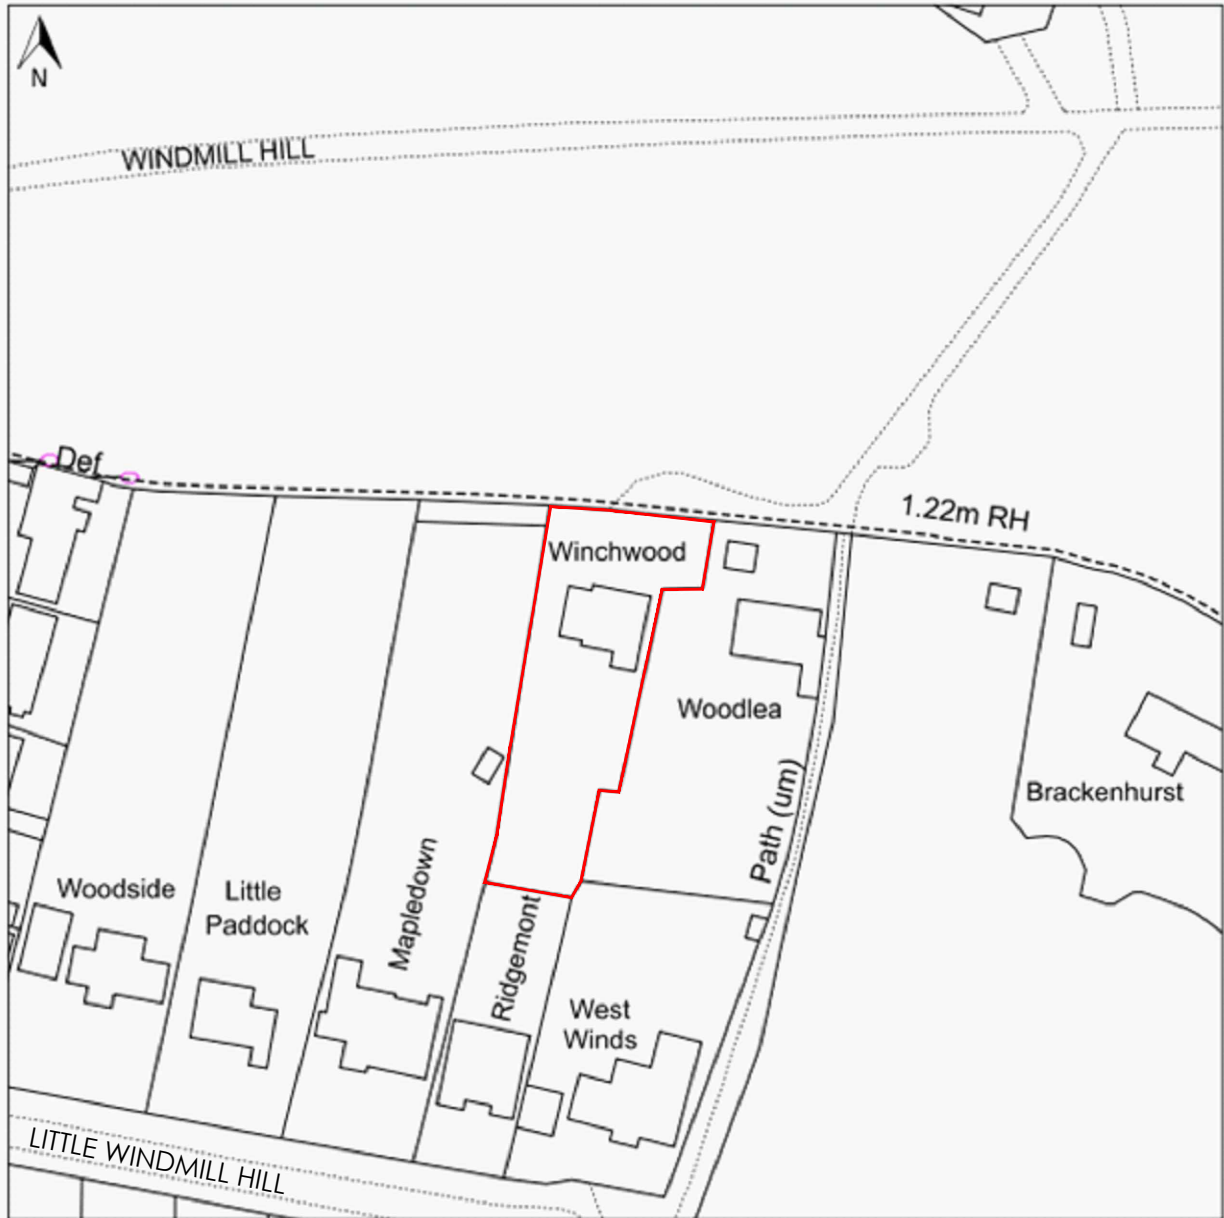 N
WINDMILL HILL
Def
1.22m RH
Winchwood
Woodlea
Path (um)
Brackenhurst
Woodside
Little
Paddock
Mapledown
Ridgemont
West
Winds
LITTLE WINDMILL HILL